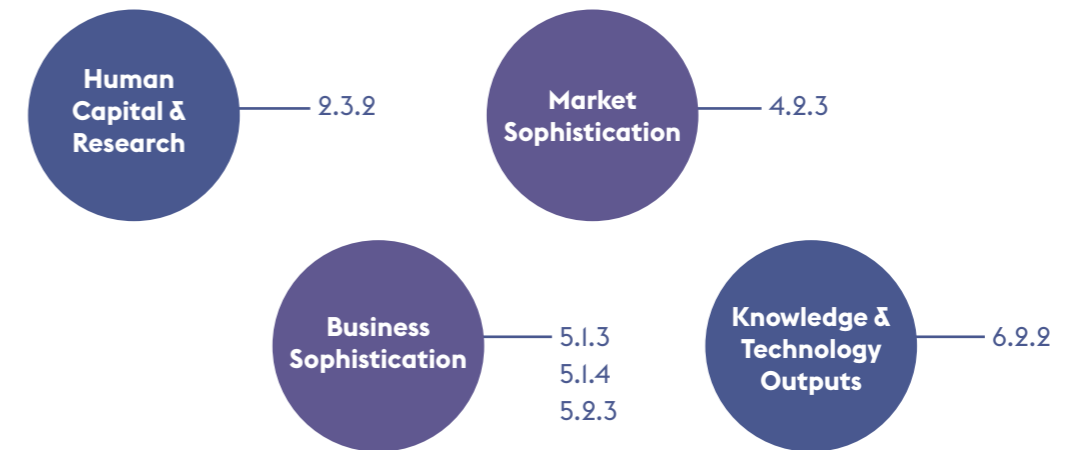 Human
Capital &
Research
2.3.2
Market
Sophistication
4.2.3
Business
Sophistication
5.1.3
5.1.4
5.2.3
Knowledge &
Technology
Outputs
6.2.2